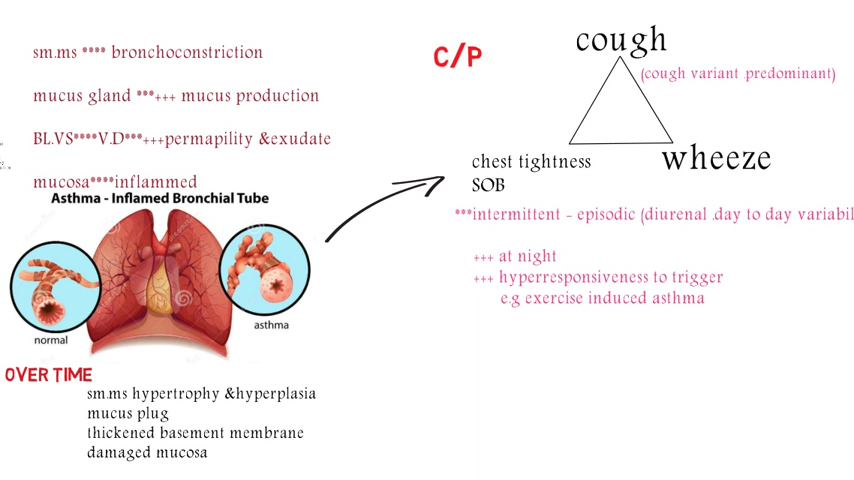 sm.ms **** bronchoconstriction
mucus gland ***+++ mucus production
BL.VS****V.D***+++permapility &exudate
mucosa****inflammed
Asthma - Inflamed Bronchial Tube
normal
asthma
OVER TIME
sm.ms hypertrophy &hyperplasia
mucus plug
thickened basement membrane
damaged mucosa
C/P
cough
(cough variant .predominant)
wheeze
chest tightness
SOB
***intermittent - episodic (diurenal .day to day variabil
+++ at night
+++ hyperresponsiveness to trigger
e.g exercise induced asthma